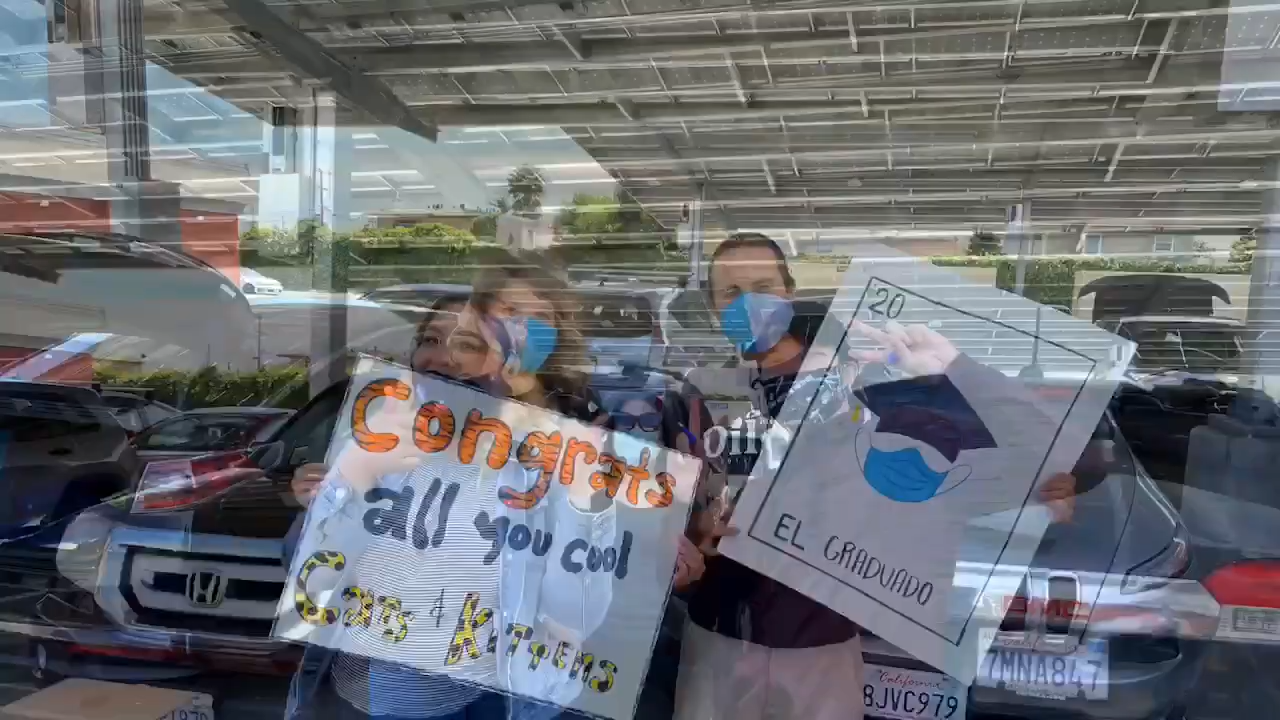 Congrats
all you cool
Cats & Kittens
20
EL GRADUADO
7MNA847
California
8JVC979